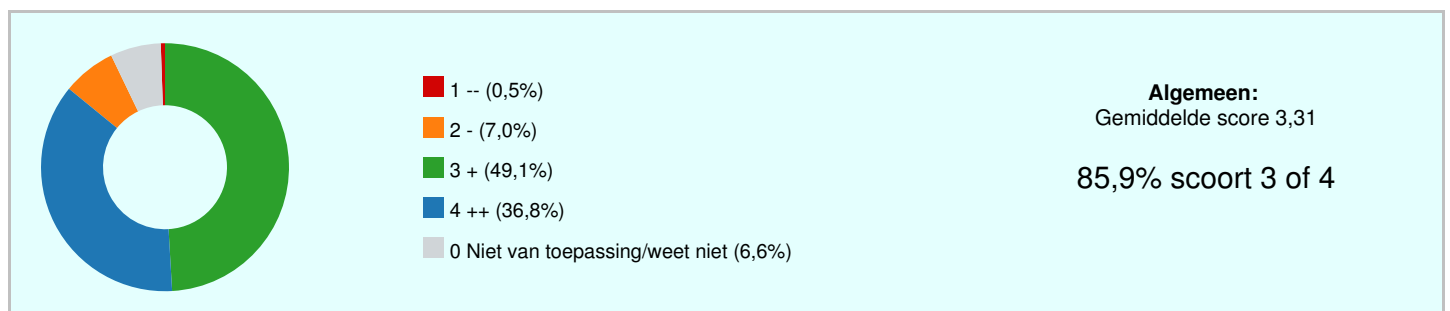 1 -- (0,5%)
2 - (7,0%)
3 + (49,1%)
4 ++ (36,8%)
0 Niet van toepassing/weet niet (6,6%)
Algemeen:
Gemiddelde score 3,31
85,9% scoort 3 of 4